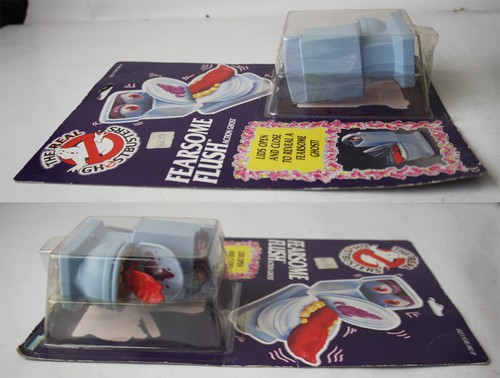 THE REAL
GHOSTBUSTERS
FEARSOME
FLUSH
ACTION GHOST
LIDS OPEN
AND CLOSE
TO REVEAL A
FEARSOME
GHOST!
FEARSOME
FLUSH